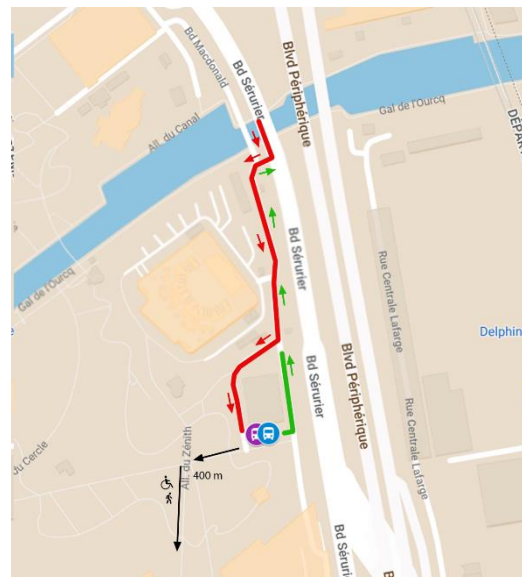 Bd Macdonald
Bd Sérurier
Blvd Périphérique
Gal de l'Ourcq
All. du Canal
DÉPART
Bd Sérurier
Rue Centrale Lafarge
Gal de l'Ourcq
Delphin
Bd Sérurier
Blvd Périphérique
Rue Centrale Lafarge
All. du Zénith
du Cercle
400 m
Bd Sérurier